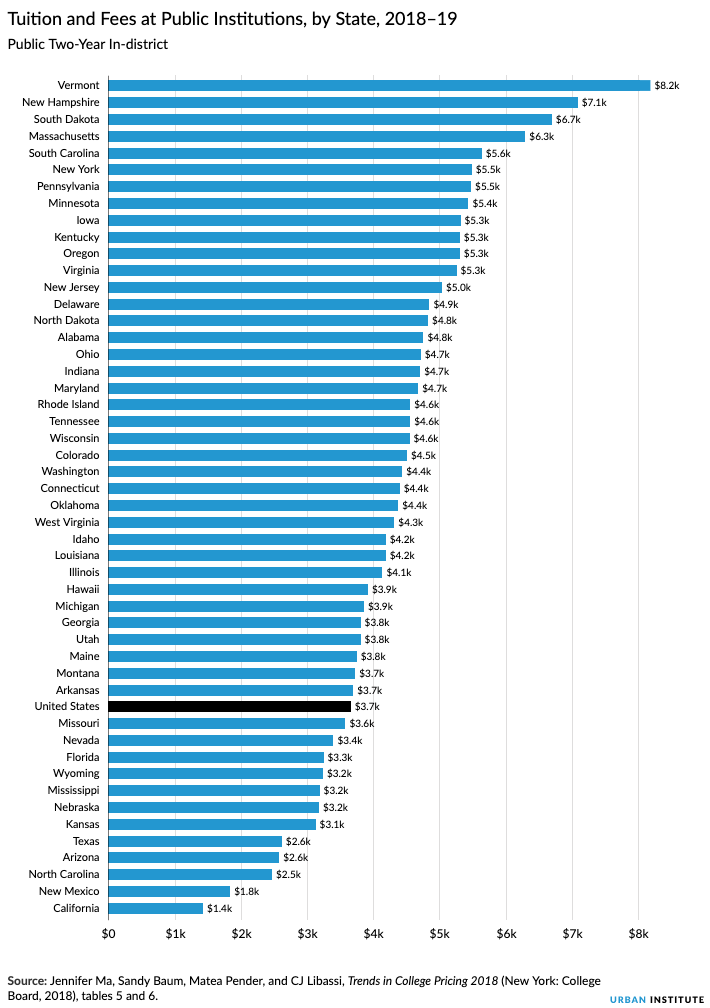 Tuition and Fees at Public Institutions, by State, 2018–19
Public Two-Year In-district
Vermont $8.2k
New Hampshire $7.1k
South Dakota $6.7k
Massachusetts $6.3k
South Carolina $5.6k
New York $5.5k
Pennsylvania $5.5k
Minnesota $5.4k
Iowa $5.3k
Kentucky $5.3k
Oregon $5.3k
Virginia $5.3k
New Jersey $5.0k
Delaware $4.9k
North Dakota $4.8k
Alabama $4.8k
Ohio $4.7k
Indiana $4.7k
Maryland $4.7k
Rhode Island $4.6k
Tennessee $4.6k
Wisconsin $4.6k
Colorado $4.5k
Washington $4.4k
Connecticut $4.4k
Oklahoma $4.4k
West Virginia $4.3k
Idaho $4.2k
Louisiana $4.2k
Illinois $4.1k
Hawaii $3.9k
Michigan $3.9k
Georgia $3.8k
Utah $3.8k
Maine $3.8k
Montana $3.7k
Arkansas $3.7k
United States $3.7k
Missouri $3.6k
Nevada $3.4k
Florida $3.3k
Wyoming $3.2k
Mississippi $3.2k
Nebraska $3.2k
Kansas $3.1k
Texas $2.6k
Arizona $2.6k
North Carolina $2.5k
New Mexico $1.8k
California $1.4k
$0 $1k $2k $3k $4k $5k $6k $7k $8k
Source: Jennifer Ma, Sandy Baum, Matea Pender, and CJ Libassi, Trends in College Pricing 2018 (New York: College
Board, 2018), tables 5 and 6.
URBAN INSTITUTE